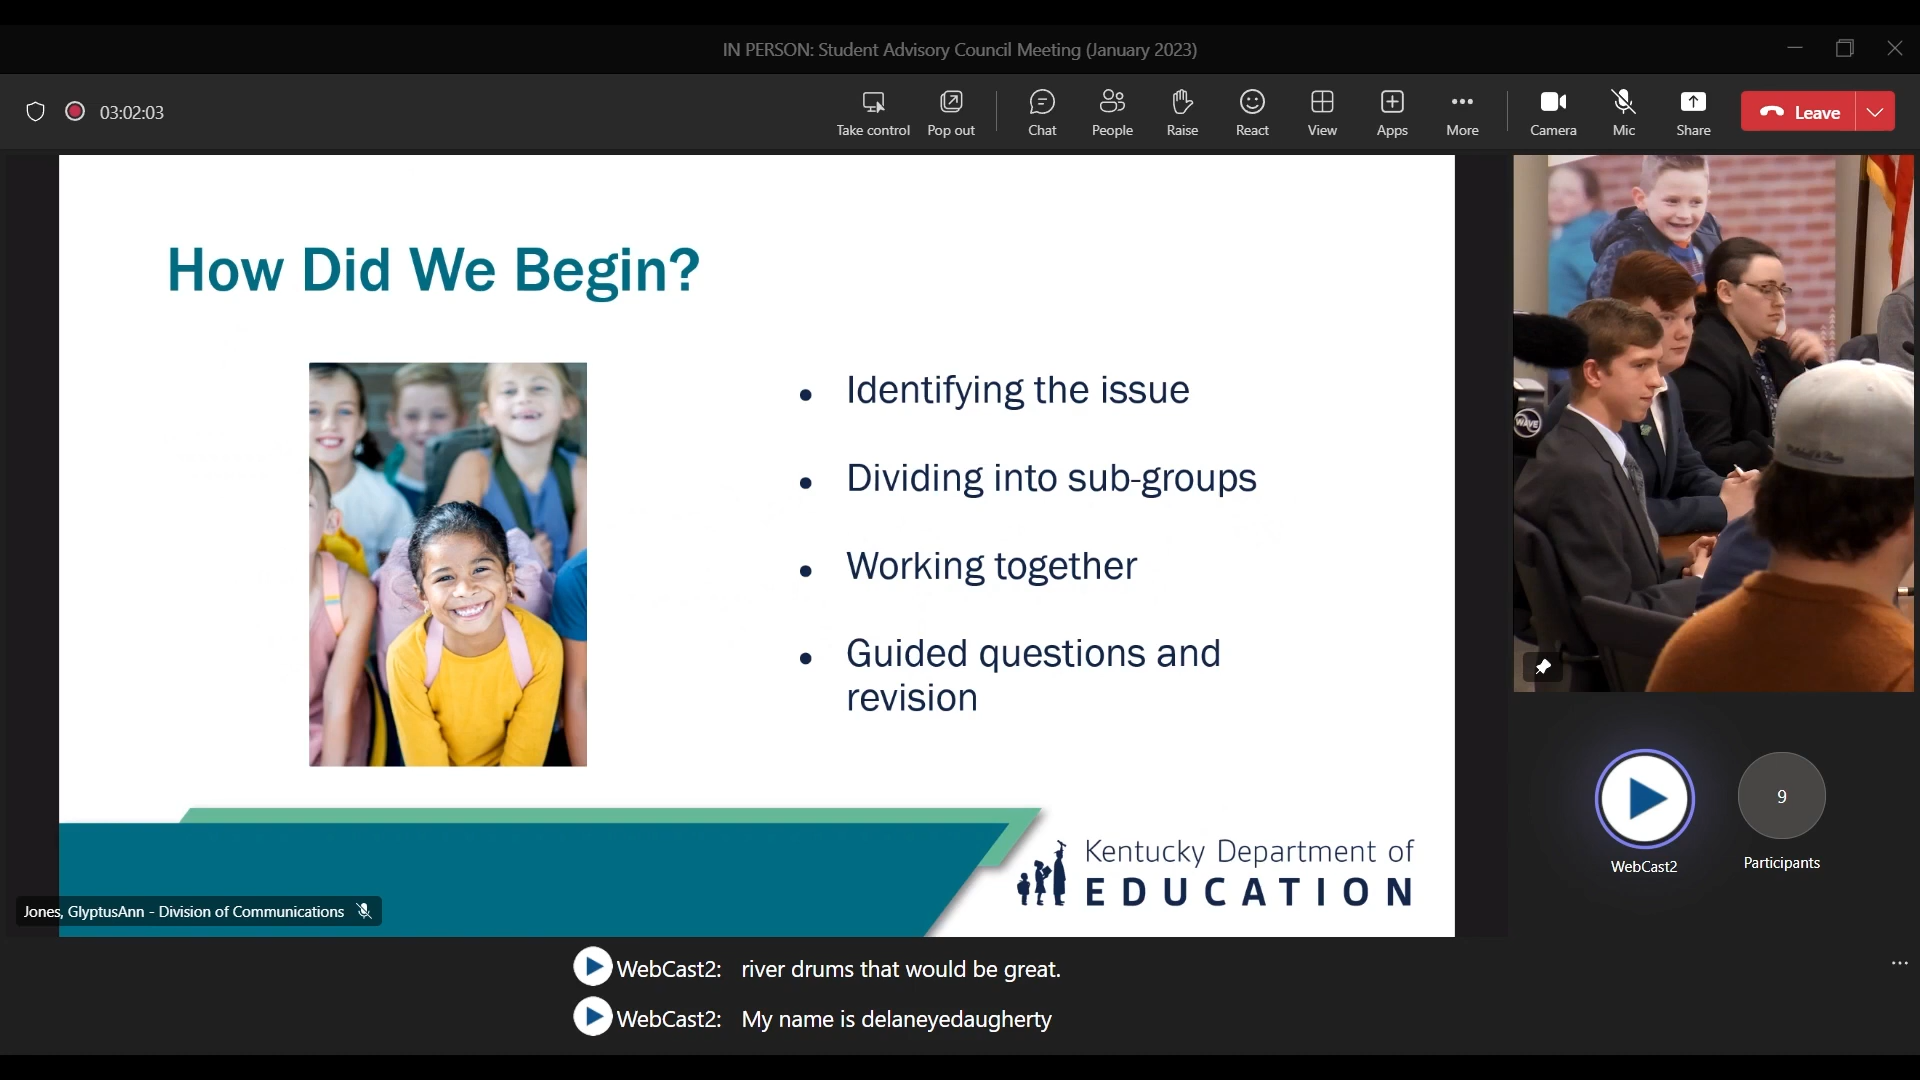 IN PERSON: Student Advisory Council Meeting (January 2023)
03:02:03
Take control
Pop out
Chat
People
Raise
React
View
Apps
More
Camera
Mic
Share
Leave
How Did We Begin?
• Identifying the issue
• Dividing into sub-groups
• Working together
• Guided questions and
revision
Kentucky Department of
EDUCATION
Jones, GlyptusAnn - Division of Communications
WAVE
9
WebCast2
Participants
WebCast2: river drums that would be great.
WebCast2: My name is delaneyedaugherty